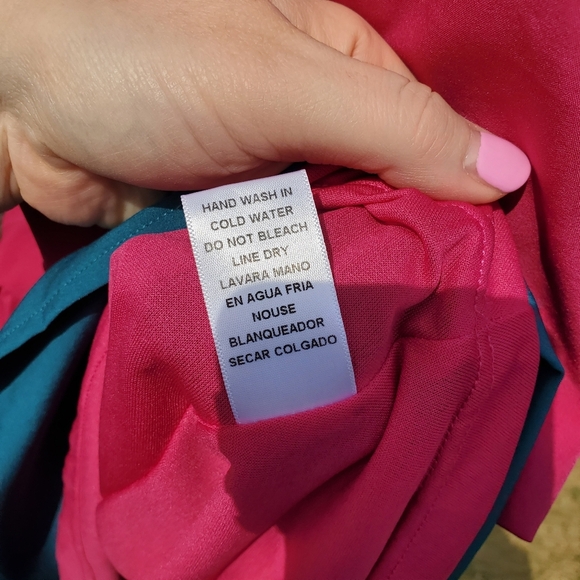 HAND WASH IN
COLD WATER
DO NOT BLEACH
LINE DRY
LAVARA MANO
EN AGUA FRIA
NOUSE
BLANQUEADOR
SECAR COLGADO